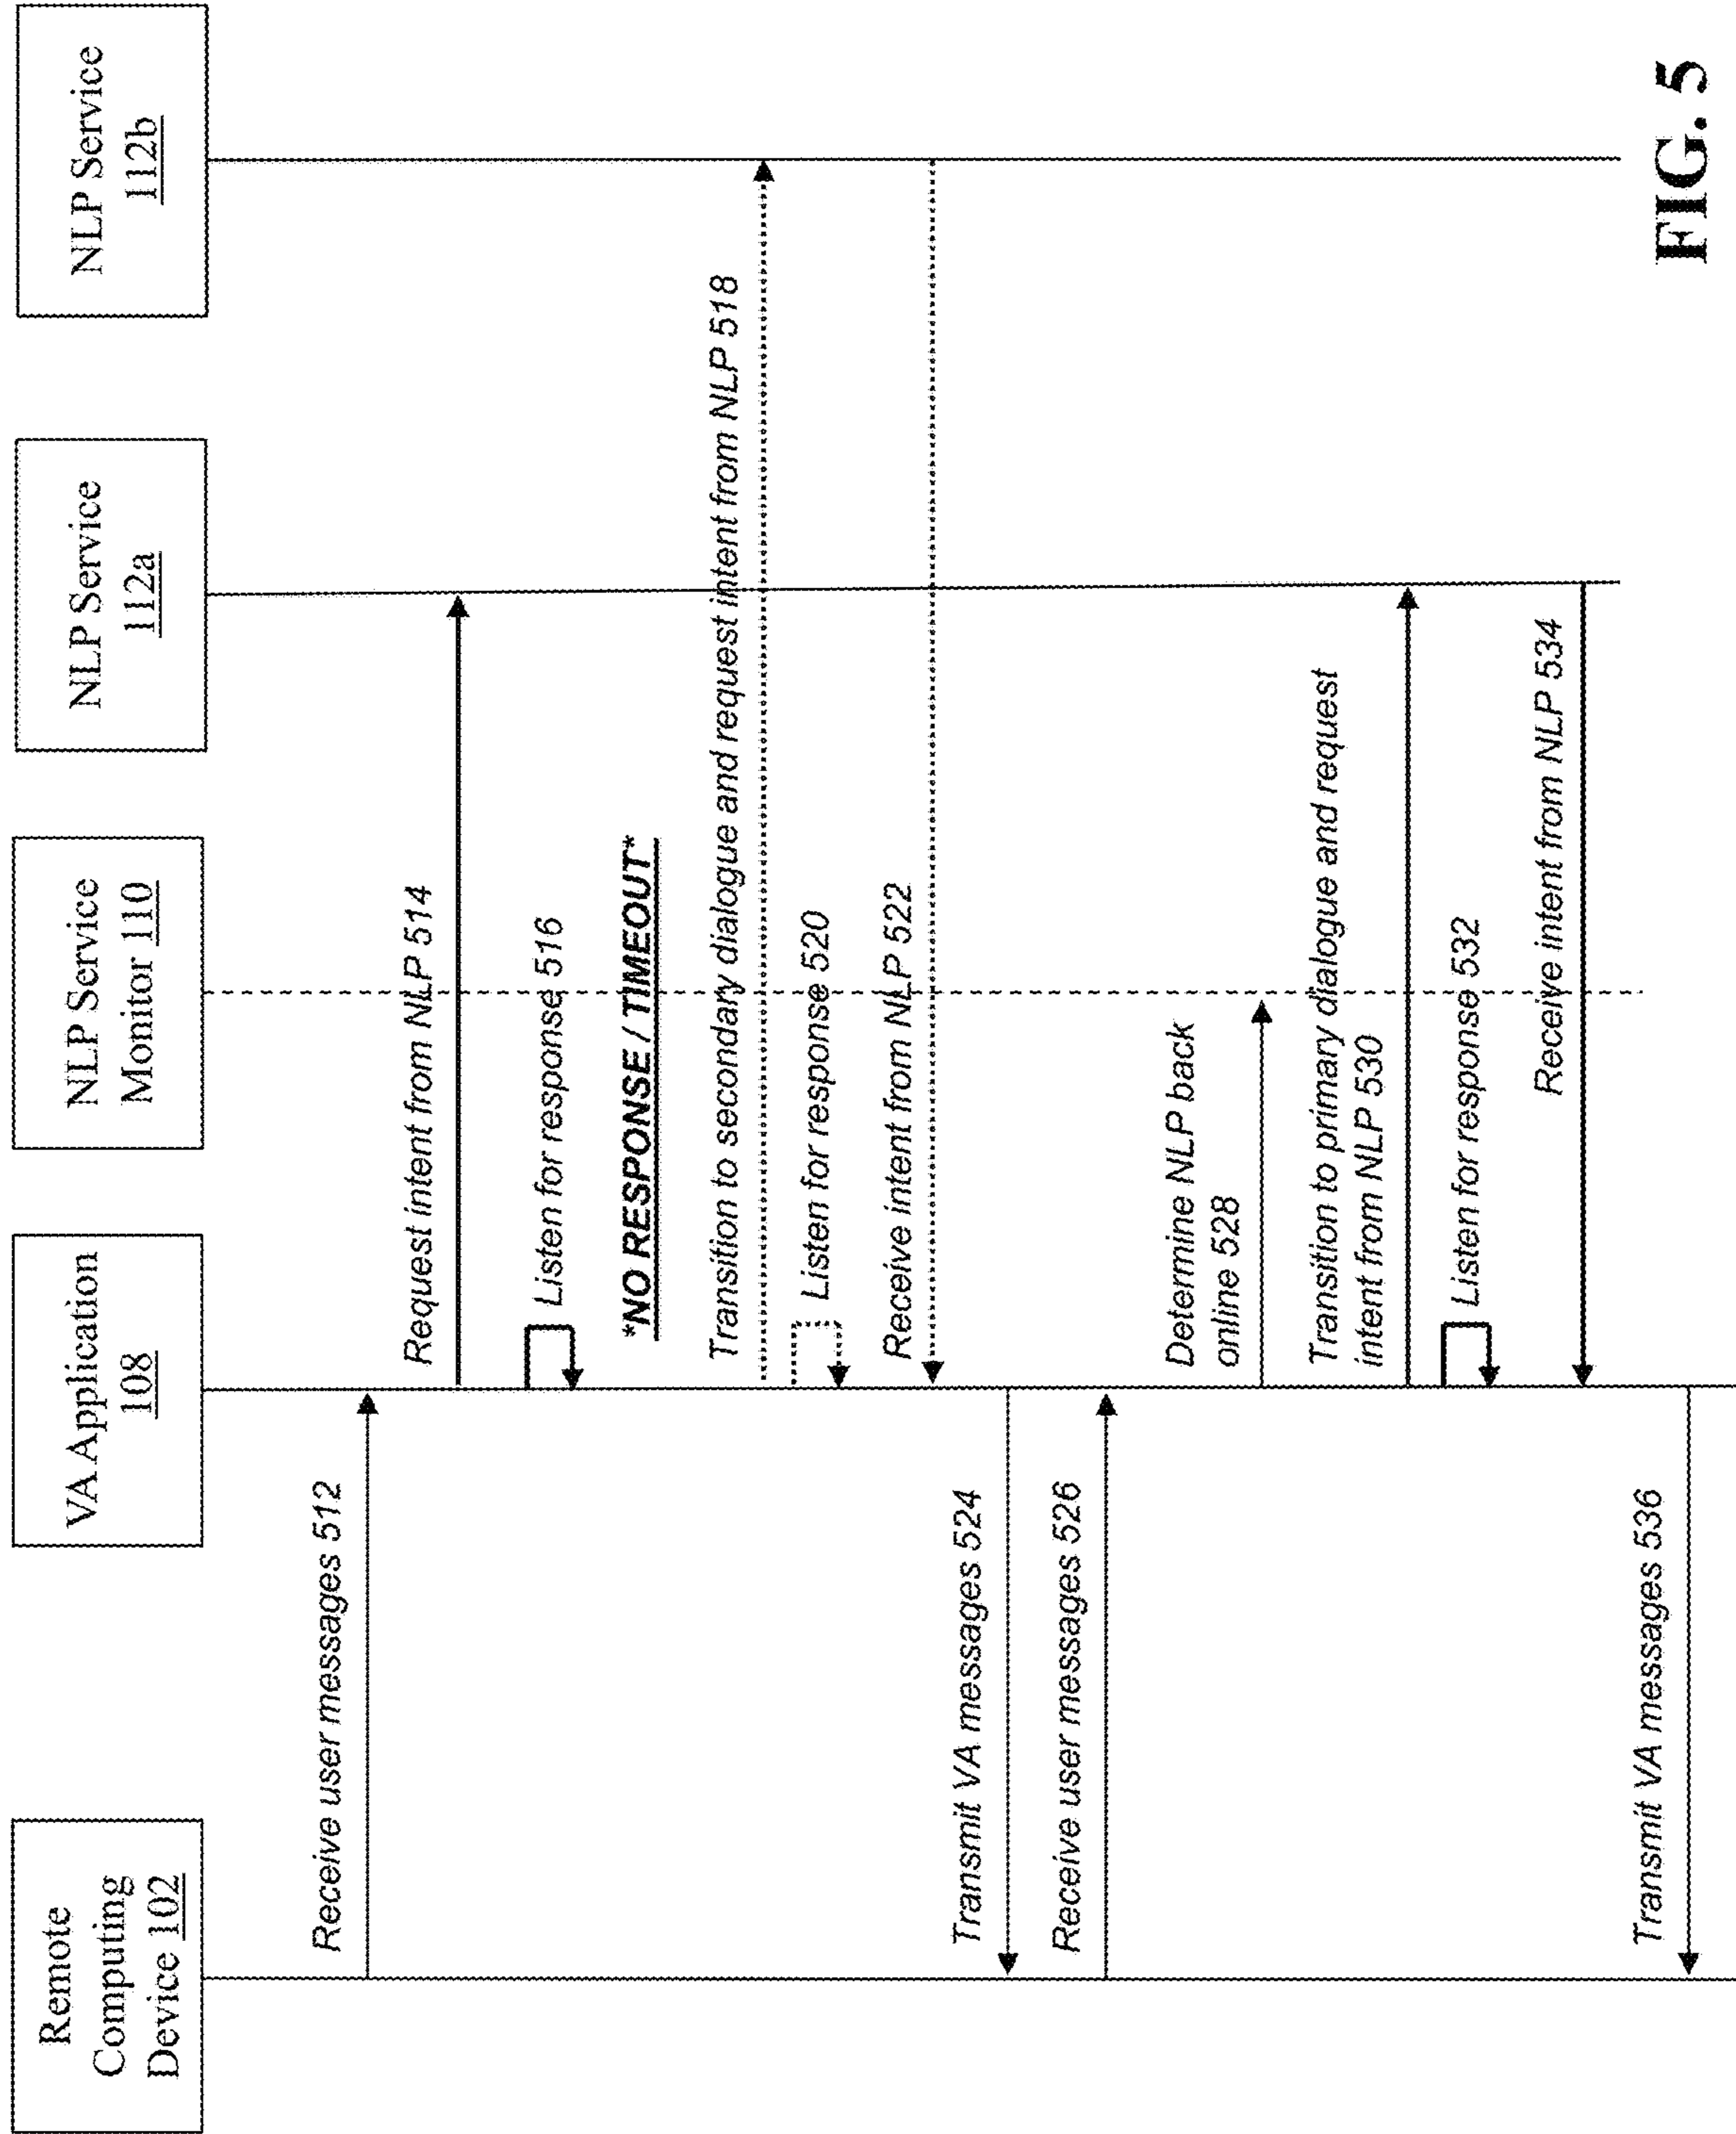 Remote
Computing
Device 102
VA Application
108
NLP Service
Monitor 110
NLP Service
112a
NLP Service
112b
Receive user messages 512
Request intent from NLP 514
Listen for response 516
*NO RESPONSE / TIMEOUT*
Transition to secondary dialogue and request intent from NLP 518
Listen for response 520
Receive intent from NLP 522
Transmit VA messages 524
Receive user messages 526
Determine NLP back
online 528
Transition to primary dialogue and request
intent from NLP 530
Listen for response 532
Receive intent from NLP 534
Transmit VA messages 536
FIG. 5